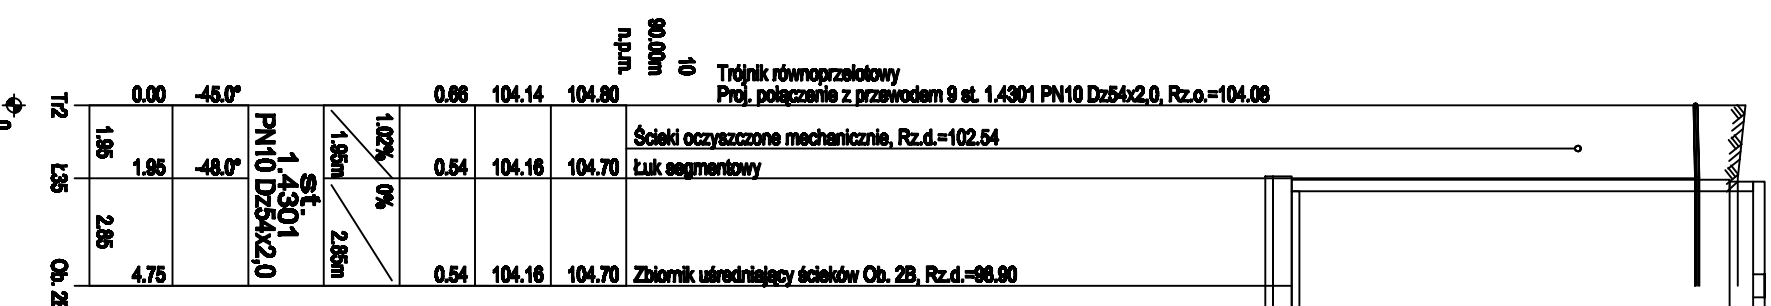 90.00m
n.p.m.
10
Trójnik równoprzelotowy
Tr2 0.00 -45.0° 0.66 104.14 104.80 Proj. połączenie z przewodem 9 st. 1.4301 PN10 Dz54x2,0, Rz.o.=104.08
0
1.95
st.
1.4301
PN10 Dz54x2,0
1.02%
1.95m
Ścieki oczyszczone mechanicznie, Rz.d.=102.54
Ł35 1.95 -48.0° 0.54 104.16 104.70 Łuk segmentowy
2.85
0%
2.85m
Ob. 4.75 0.54 104.16 104.70 Zbiornik uśredniający ścieków Ob. 2B, Rz.d.=98.90